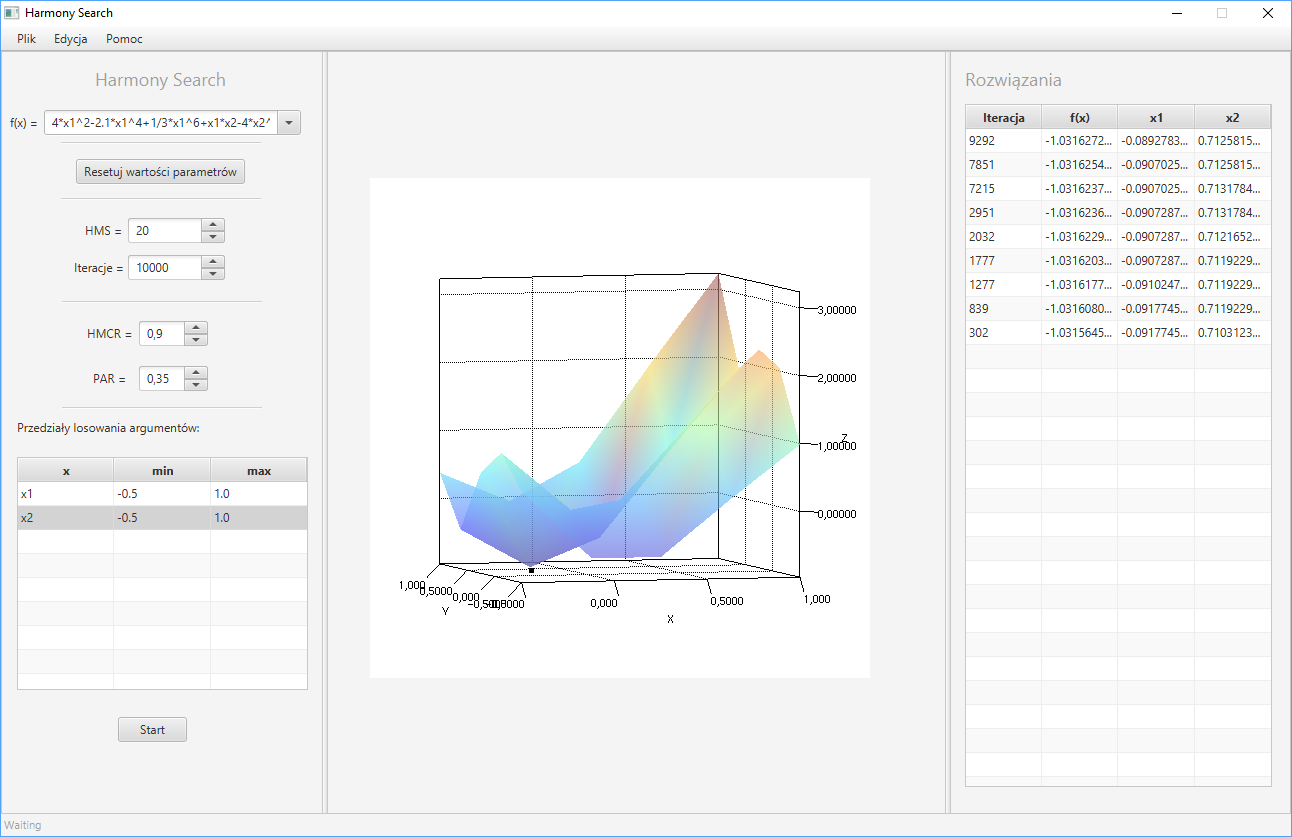 Harmony Search
Plik Edycja Pomoc
Harmony Search
f(x) = 4*x1^2-2.1*x1^4+1/3*x1^6+x1*x2-4*x2^
Resetuj wartości parametrów
HMS = 20
Iteracje = 10000
HMCR = 0,9
PAR = 0,35
Przedziały losowania argumentów:
x min max
x1 -0.5 1.0
x2 -0.5 1.0
Start
3,00000
2,00000
Z
1,00000
0,00000
1,000 0,5000 0,000
0,000 0,5000 1,000
Y
X
Rozwiązania
Iteracja f(x) x1 x2
9292 -1.0316272... -0.0892783... 0.7125815...
7851 -1.0316254... -0.0907025... 0.7125815...
7215 -1.0316237... -0.0907025... 0.7131784...
2951 -1.0316236... -0.0907287... 0.7131784...
2032 -1.0316229... -0.0907287... 0.7121652...
1777 -1.0316203... -0.0907287... 0.7119229...
1277 -1.0316177... -0.0910247... 0.7119229...
839 -1.0316080... -0.0917745... 0.7119229...
302 -1.0315645... -0.0917745... 0.7103123...
Waiting